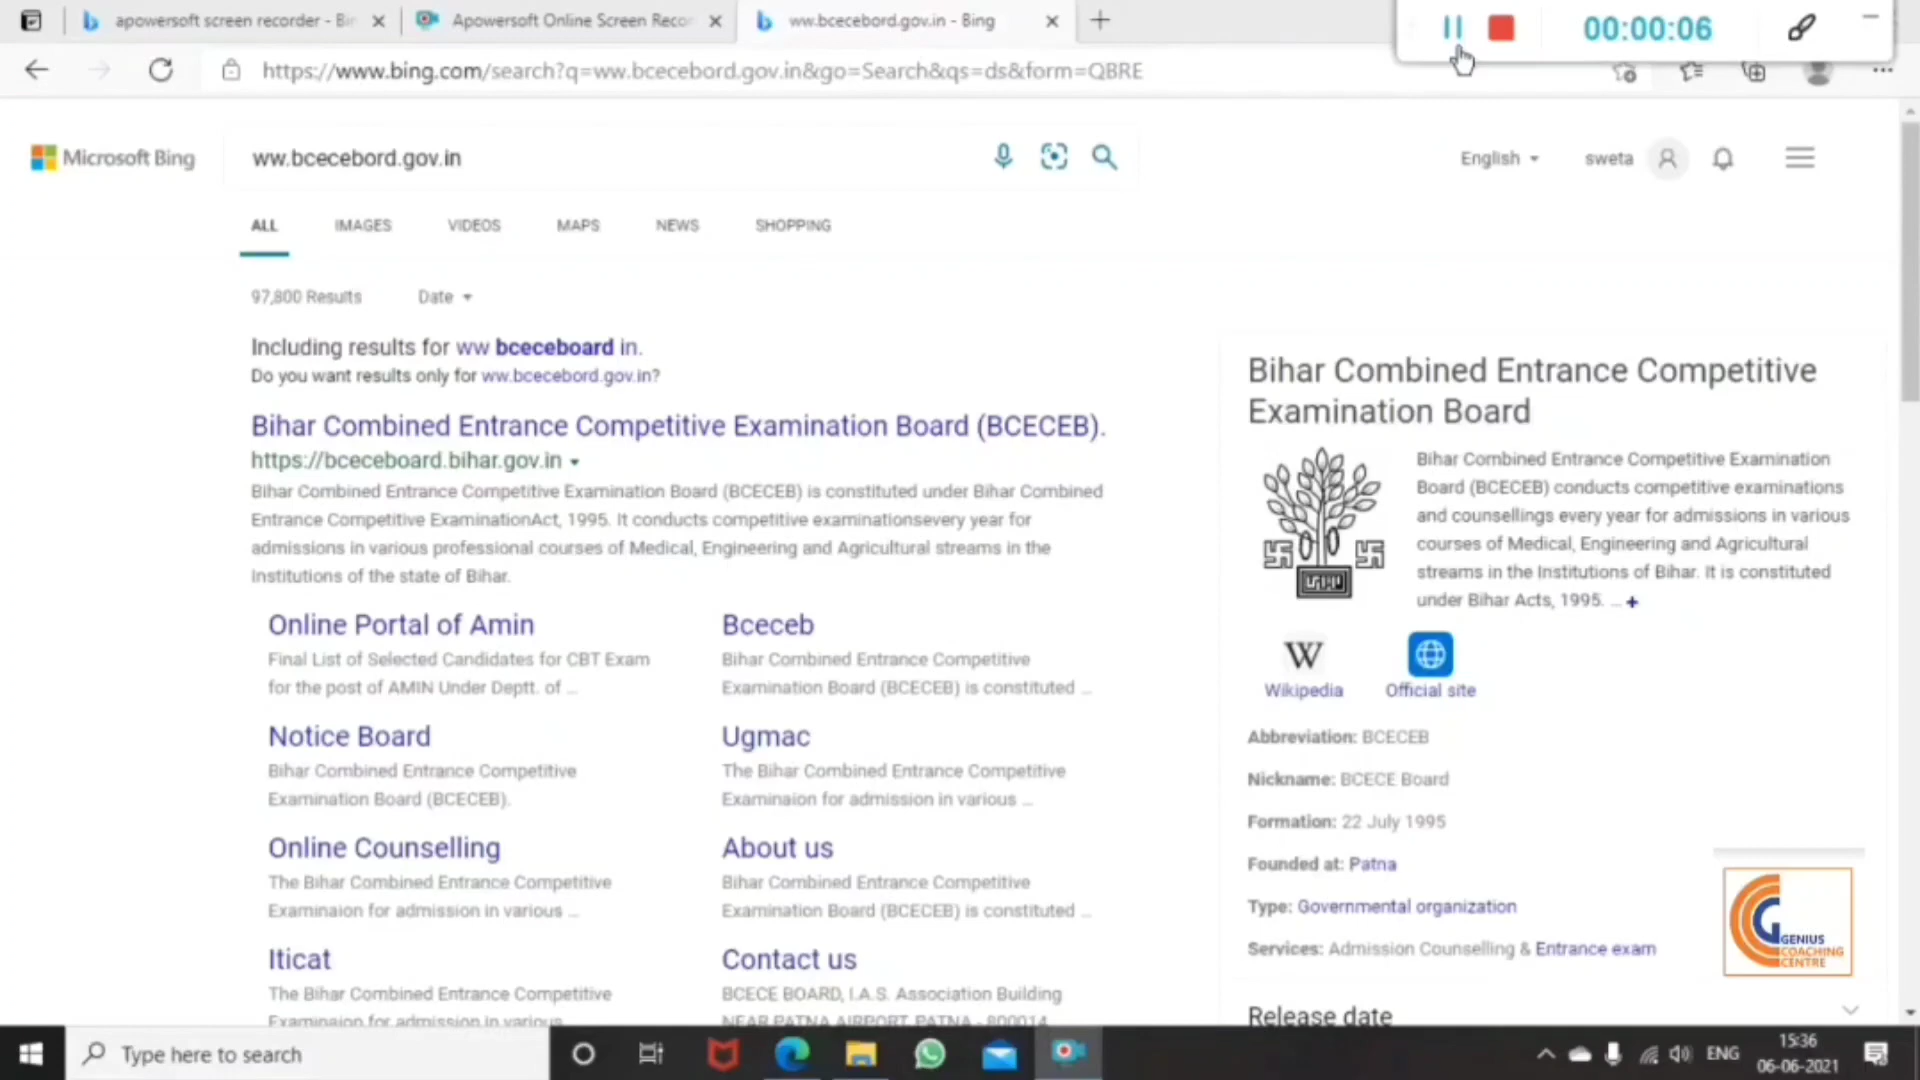 apowersoft screen recorder - Bin
Apowersoft Online Screen Recor
ww.bcecebord.gov.in - Bing
00:00:06
https://www.bing.com/search?q=ww.bcecebord.gov.in&go=Search&qs=ds&form=QBRE
Microsoft Bing
ww.bcecebord.gov.in
English
sweta
ALL
IMAGES
VIDEOS
MAPS
NEWS
SHOPPING
97,800 Results
Date
Including results for ww bceceboard in.
Do you want results only for ww.bcecebord.gov.in?
Bihar Combined Entrance Competitive Examination Board (BCECEB).
https://bceceboard.bihar.gov.in
Bihar Combined Entrance Competitive Examination Board (BCECEB) is constituted under Bihar Combined
Entrance Competitive ExaminationAct, 1995. It conducts competitive examinationsevery year for
admissions in various professional courses of Medical, Engineering and Agricultural streams in the
Institutions of the state of Bihar.
Online Portal of Amin
Final List of Selected Candidates for CBT Exam
for the post of AMIN Under Deptt. of ...
Bceceb
Bihar Combined Entrance Competitive
Examination Board (BCECEB) is constituted ...
Notice Board
Bihar Combined Entrance Competitive
Examination Board (BCECEB).
Ugmac
The Bihar Combined Entrance Competitive
Examinaion for admission in various ...
Online Counselling
The Bihar Combined Entrance Competitive
Examinaion for admission in various ...
About us
Bihar Combined Entrance Competitive
Examination Board (BCECEB) is constituted ...
Iticat
The Bihar Combined Entrance Competitive
Examinaion for admission in various
Contact us
BCECE BOARD, I.A.S. Association Building
NEAR PATNA AIRPORT, PATNA - 800014
Bihar Combined Entrance Competitive
Examination Board
Bihar Combined Entrance Competitive Examination
Board (BCECEB) conducts competitive examinations
and counsellings every year for admissions in various
courses of Medical, Engineering and Agricultural
streams in the Institutions of Bihar. It is constituted
under Bihar Acts, 1995. ... +
W
Wikipedia
Official site
Abbreviation: BCECEB
Nickname: BCECE Board
Formation: 22 July 1995
Founded at: Patna
Type: Governmental organization
Services: Admission Counselling & Entrance exam
Release date
GENIUS
COACHING
CENTRE
Type here to search
ENG
15:36
06-06-2021